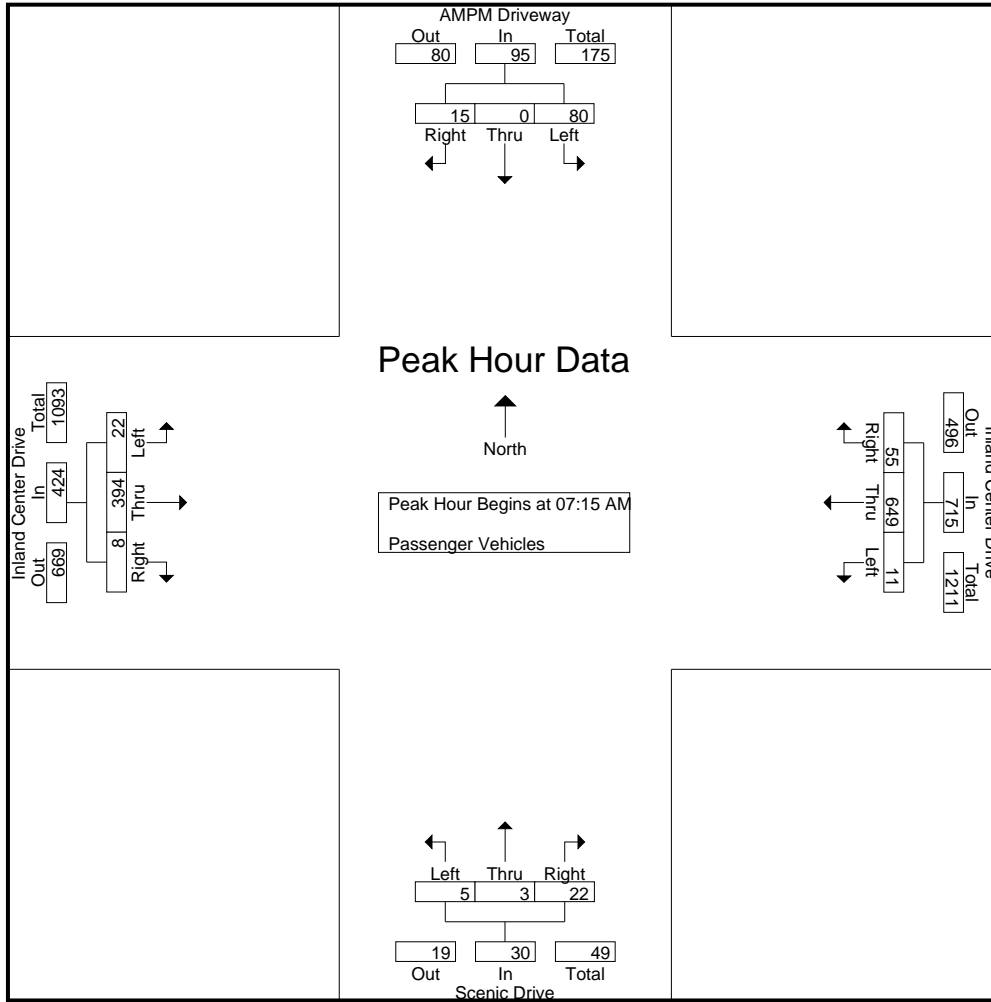 AMPM Driveway
Out In Total
80 95 175
15 0 80
Right Thru Left
Peak Hour Data
North
Peak Hour Begins at 07:15 AM
Passenger Vehicles
Inland Center Drive
Total In Out
1093 424 669
22 394 8
Left Thru Right
Inland Center Drive
Out In Total
496 715 1211
55 649 11
Right Thru Left
Left Thru Right
5 3 22
19 30 49
Out In Total
Scenic Drive